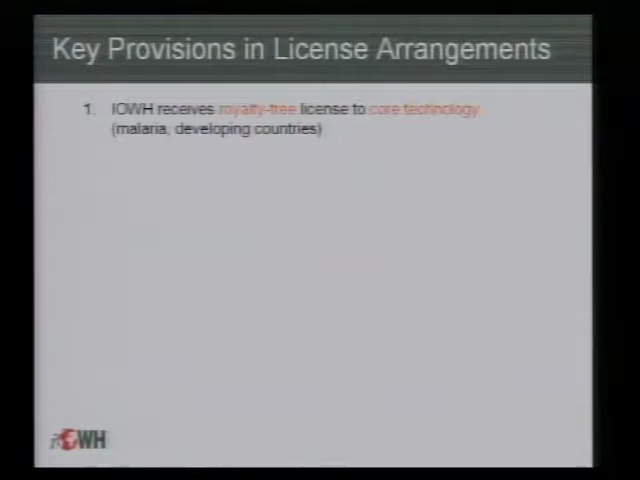 Key Provisions in License Arrangements
1. IOWH receives royalty-free license to core technology
(malaria, developing countries)
iOWH